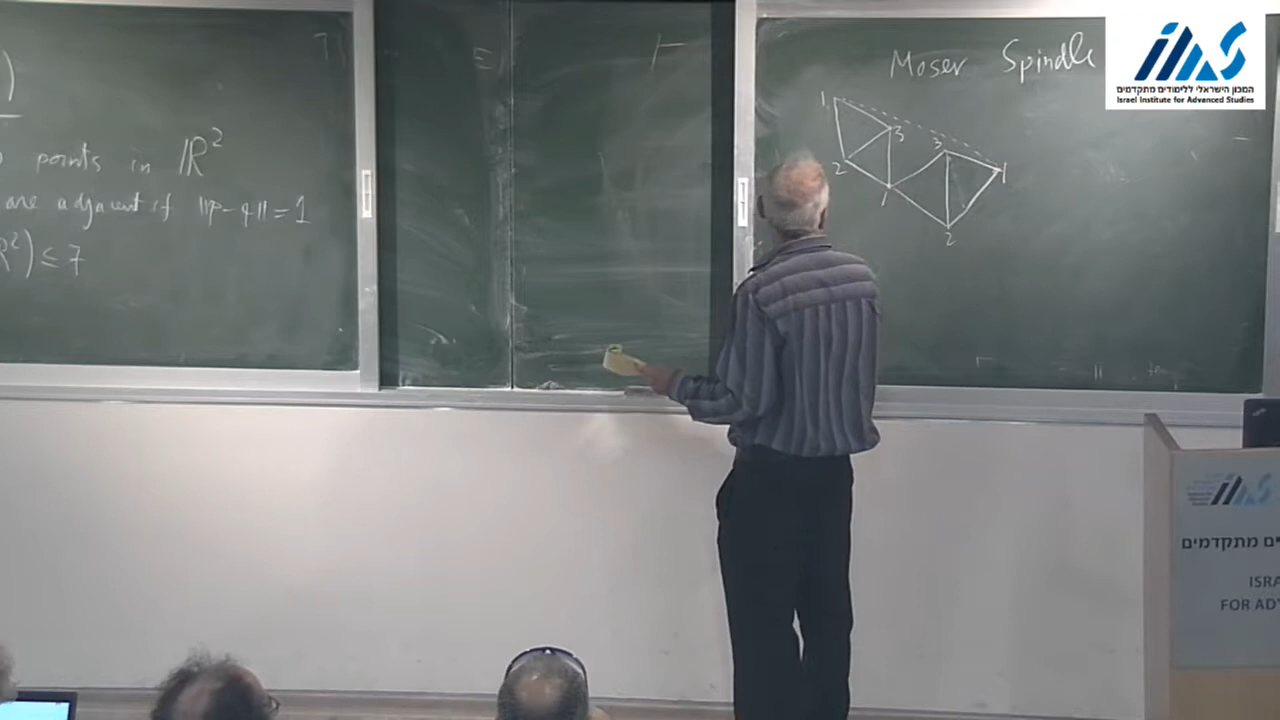 )
points in ℝ²
are adjacent if ||p-q||=1
ℝ²) ≤ 7
Moser Spindle
1
3
2
1
3
1
2
המכון הישראלי ללימודים מתקדמים
Israel Institute for Advanced Studies
ים מתקדמים
ISRA
FOR AD